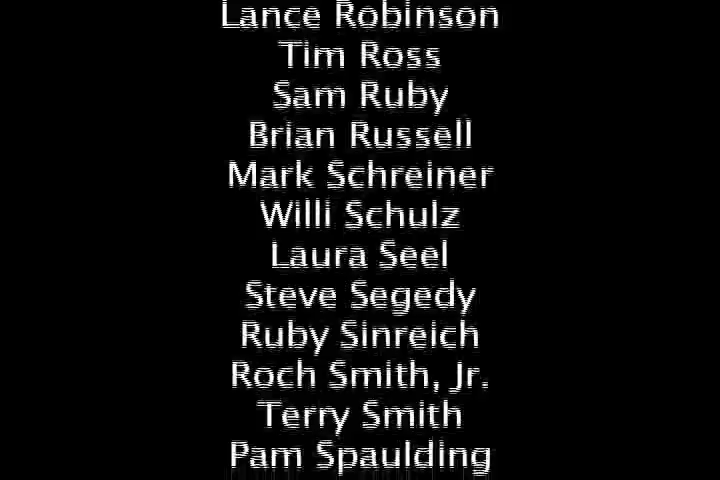 Lance Robinson
Tim Ross
Sam Ruby
Brian Russell
Mark Schreiner
Willi Schulz
Laura Seel
Steve Segedy
Ruby Sinreich
Roch Smith, Jr.
Terry Smith
Pam Spaulding